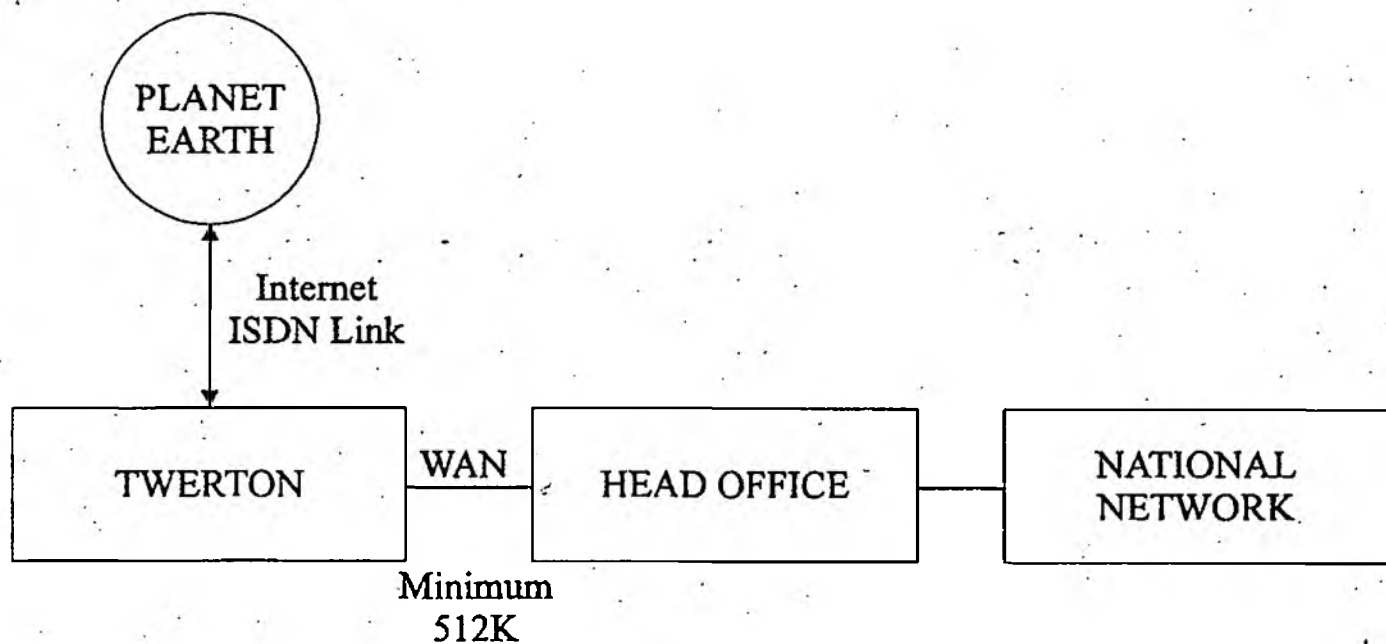 PLANET
EARTH
Internet
ISDN Link
TWERTON
WAN
HEAD OFFICE
NATIONAL
NETWORK
Minimum
512K